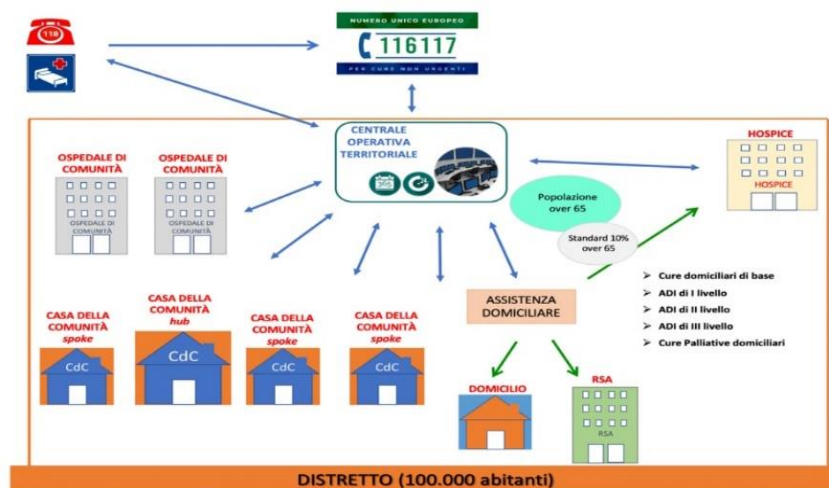 118
NUMERO UNICO EUROPEO
116117
PER CURE NON URGENTI
CENTRALE
OPERATIVA
TERRITORIALE
OSPEDALE DI
COMUNITÀ
OSPEDALE DI
COMUNITÀ
OSPEDALE DI
COMUNITÀ
OSPEDALE DI
COMUNITÀ
HOSPICE
HOSPICE
Popolazione
over 65
Standard 10%
over 65
CASA DELLA
COMUNITÀ
spoke
CdC
CASA DELLA
COMUNITÀ
hub
CdC
CASA DELLA
COMUNITÀ
spoke
CdC
CASA DELLA
COMUNITÀ
spoke
CdC
ASSISTENZA
DOMICILIARE
➢ Cure domiciliari di base
➢ ADI di I livello
➢ ADI di II livello
➢ ADI di III livello
➢ Cure Palliative domiciliari
DOMICILIO
RSA
RSA
DISTRETTO (100.000 abitanti)